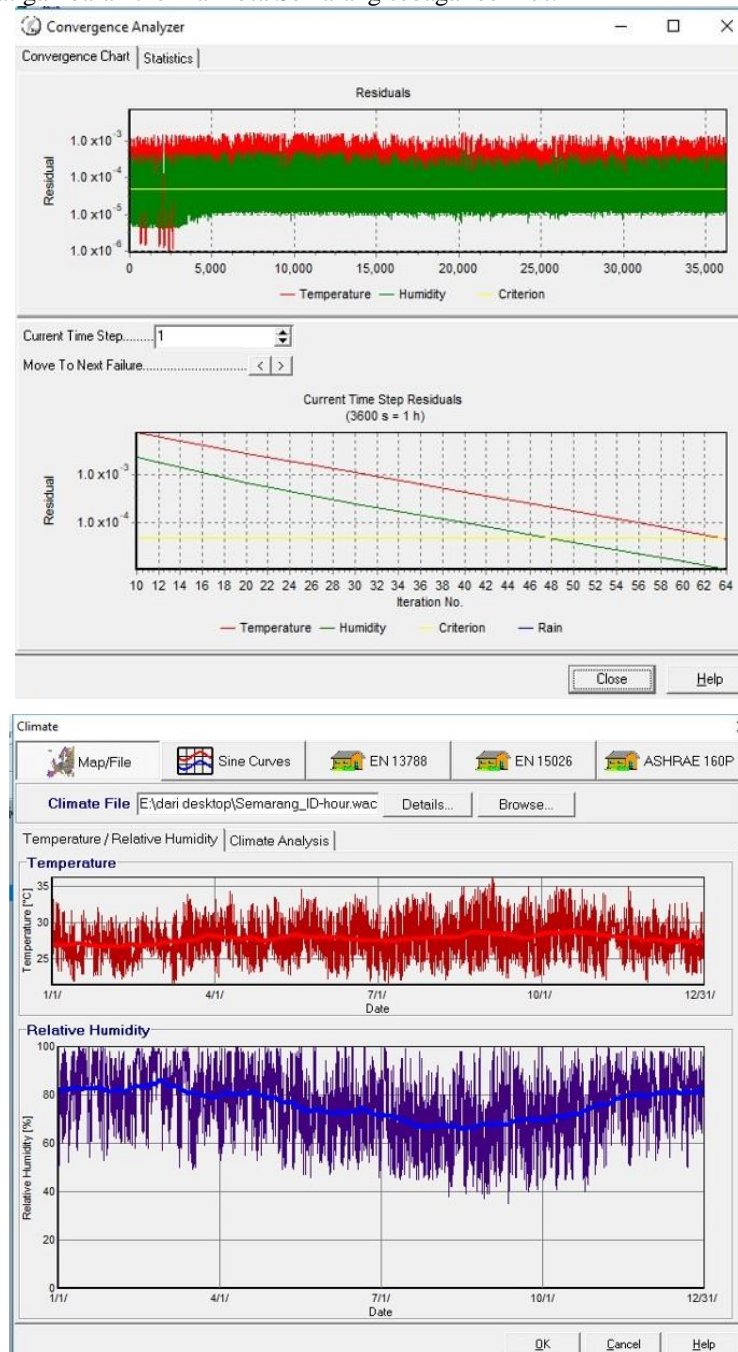 Convergence Analyzer
Convergence Chart Statistics
Residuals
Residual
1.0 x10-3
1.0 x10-4
1.0 x10-5
1.0 x10-6
0 5,000 10,000 15,000 20,000 25,000 30,000 35,000
Temperature Humidity Criterion
Current Time Step.........1
Move To Next Failure.............................. < >
Current Time Step Residuals
(3600 s = 1 h)
Residual
1.0 x10-3
1.0 x10-4
10 12 14 16 18 20 22 24 26 28 30 32 34 36 38 40 42 44 46 48 50 52 54 56 58 60 62 64
Iteration No.
Temperature Humidity Criterion Rain
Close Help
Climate
Map/File Sine Curves EN 13788 EN 15026 ASHRAE 160P
Climate File E:\dari desktop\Semarang_ID-hour.wac Details... Browse...
Temperature / Relative Humidity Climate Analysis
Temperature
Temperature [°C]
35
30
25
1/1/ 4/1/ 7/1/ 10/1/ 12/31/
Date
Relative Humidity
Relative Humidity [%]
100
80
60
40
20
0
1/1/ 4/1/ 7/1/ 10/1/ 12/31/
Date
OK Cancel Help